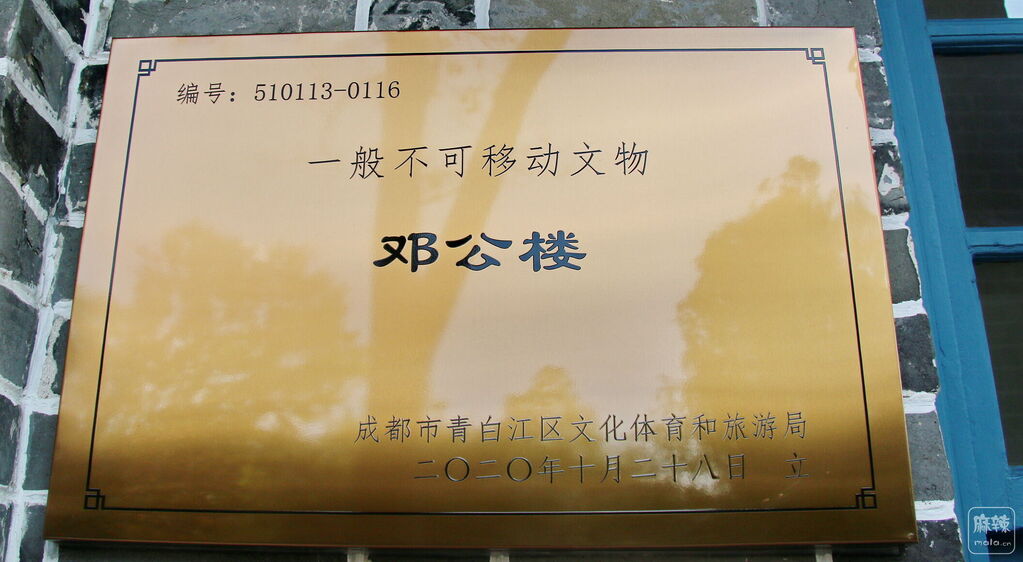 编号：510113-0116
一般不可移动文物
邓公楼
成都市青白江区文化体育和旅游局
二〇二〇年十月二十八日 立
麻辣
mala.cn